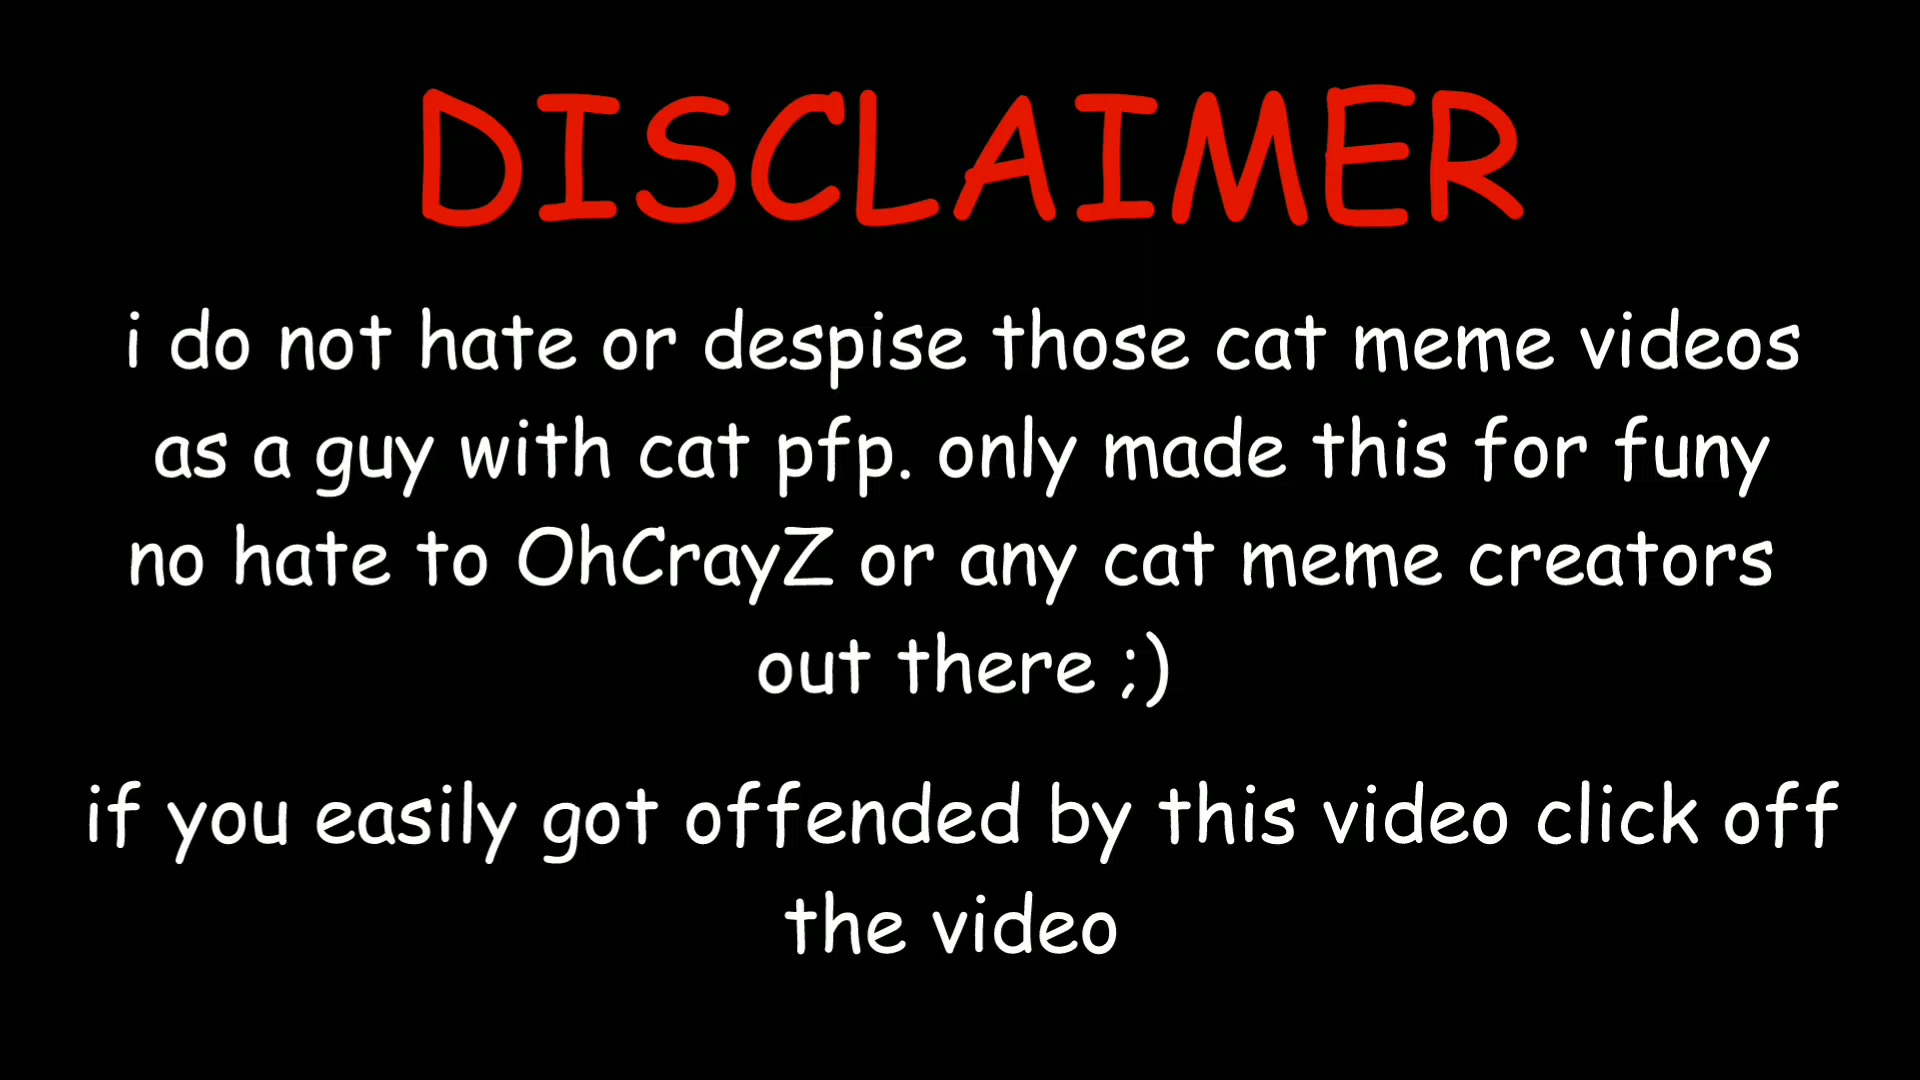 DISCLAIMER
i do not hate or despise those cat meme videos
as a guy with cat pfp. only made this for funy
no hate to OhCrayZ or any cat meme creators
out there ;)
if you easily got offended by this video click off
the video